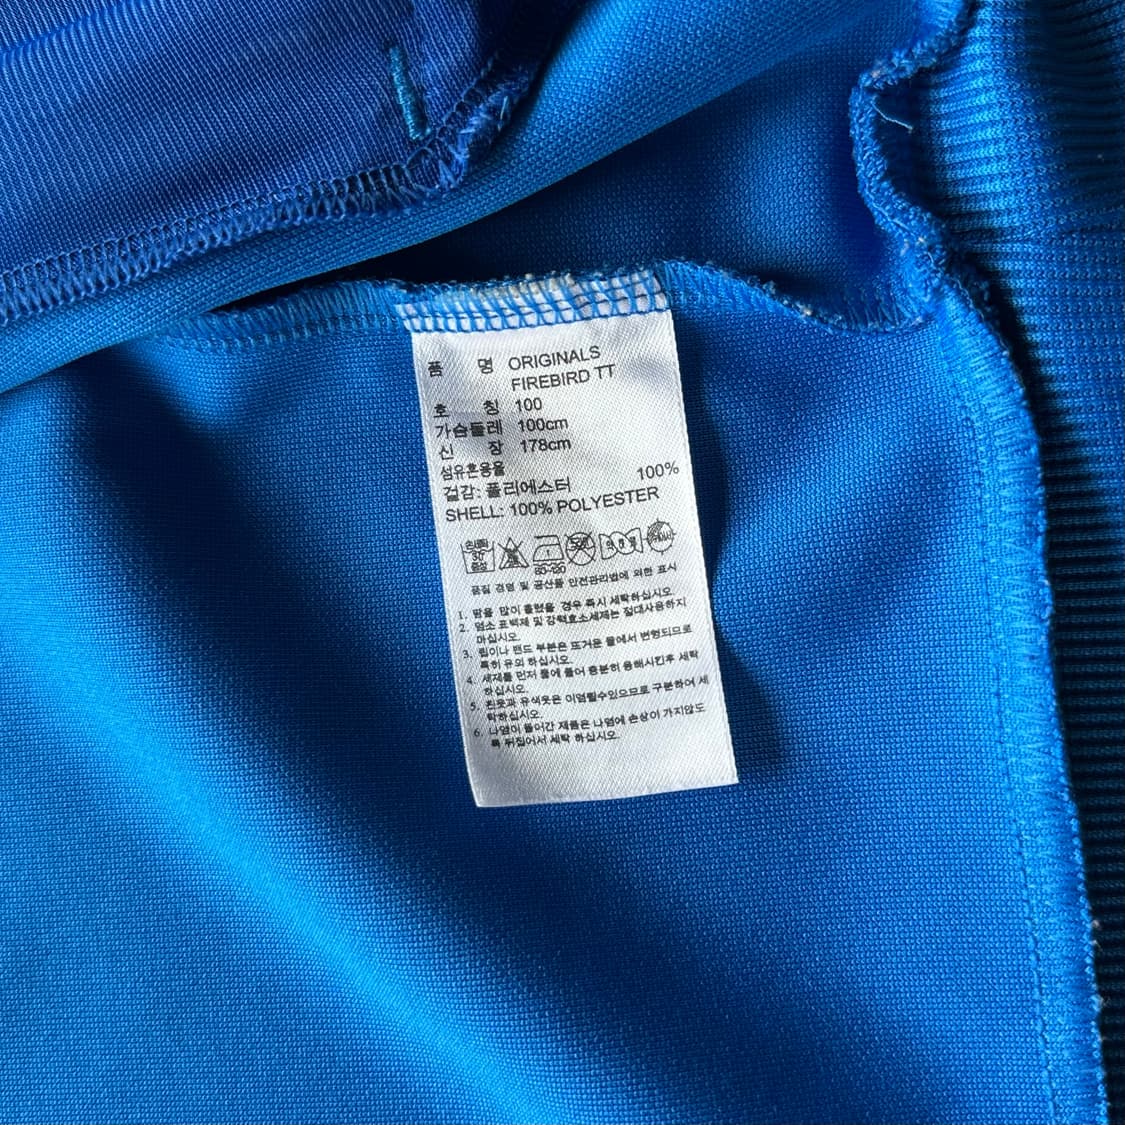 품 명 ORIGINALS
FIREBIRD TT
호 칭 100
가슴둘레 100cm
신 장 178cm
섬유혼용율
겉감: 폴리에스터 100%
SHELL: 100% POLYESTER
품질 경영 및 공산품 안전관리법에 의한 표시
1. 땀을 많이 흘렸을 경우 즉시 세탁하십시오.
2. 염소 표백제 및 강력효소세제는 절대사용하지
마십시오.
3. 립이나 밴드 부분은 뜨거운 물에서 변형되므로
특히 유의 하십시오.
4. 세제를 먼저 물에 풀어 충분히 용해시킨후 세탁
하십시오.
5. 흰옷과 유색옷은 이염될수있으므로 구분하여 세
탁하십시오.
6. 나염이 들어간 제품은 나염에 손상이 가지않도
록 뒤집어서 세탁 하십시오.